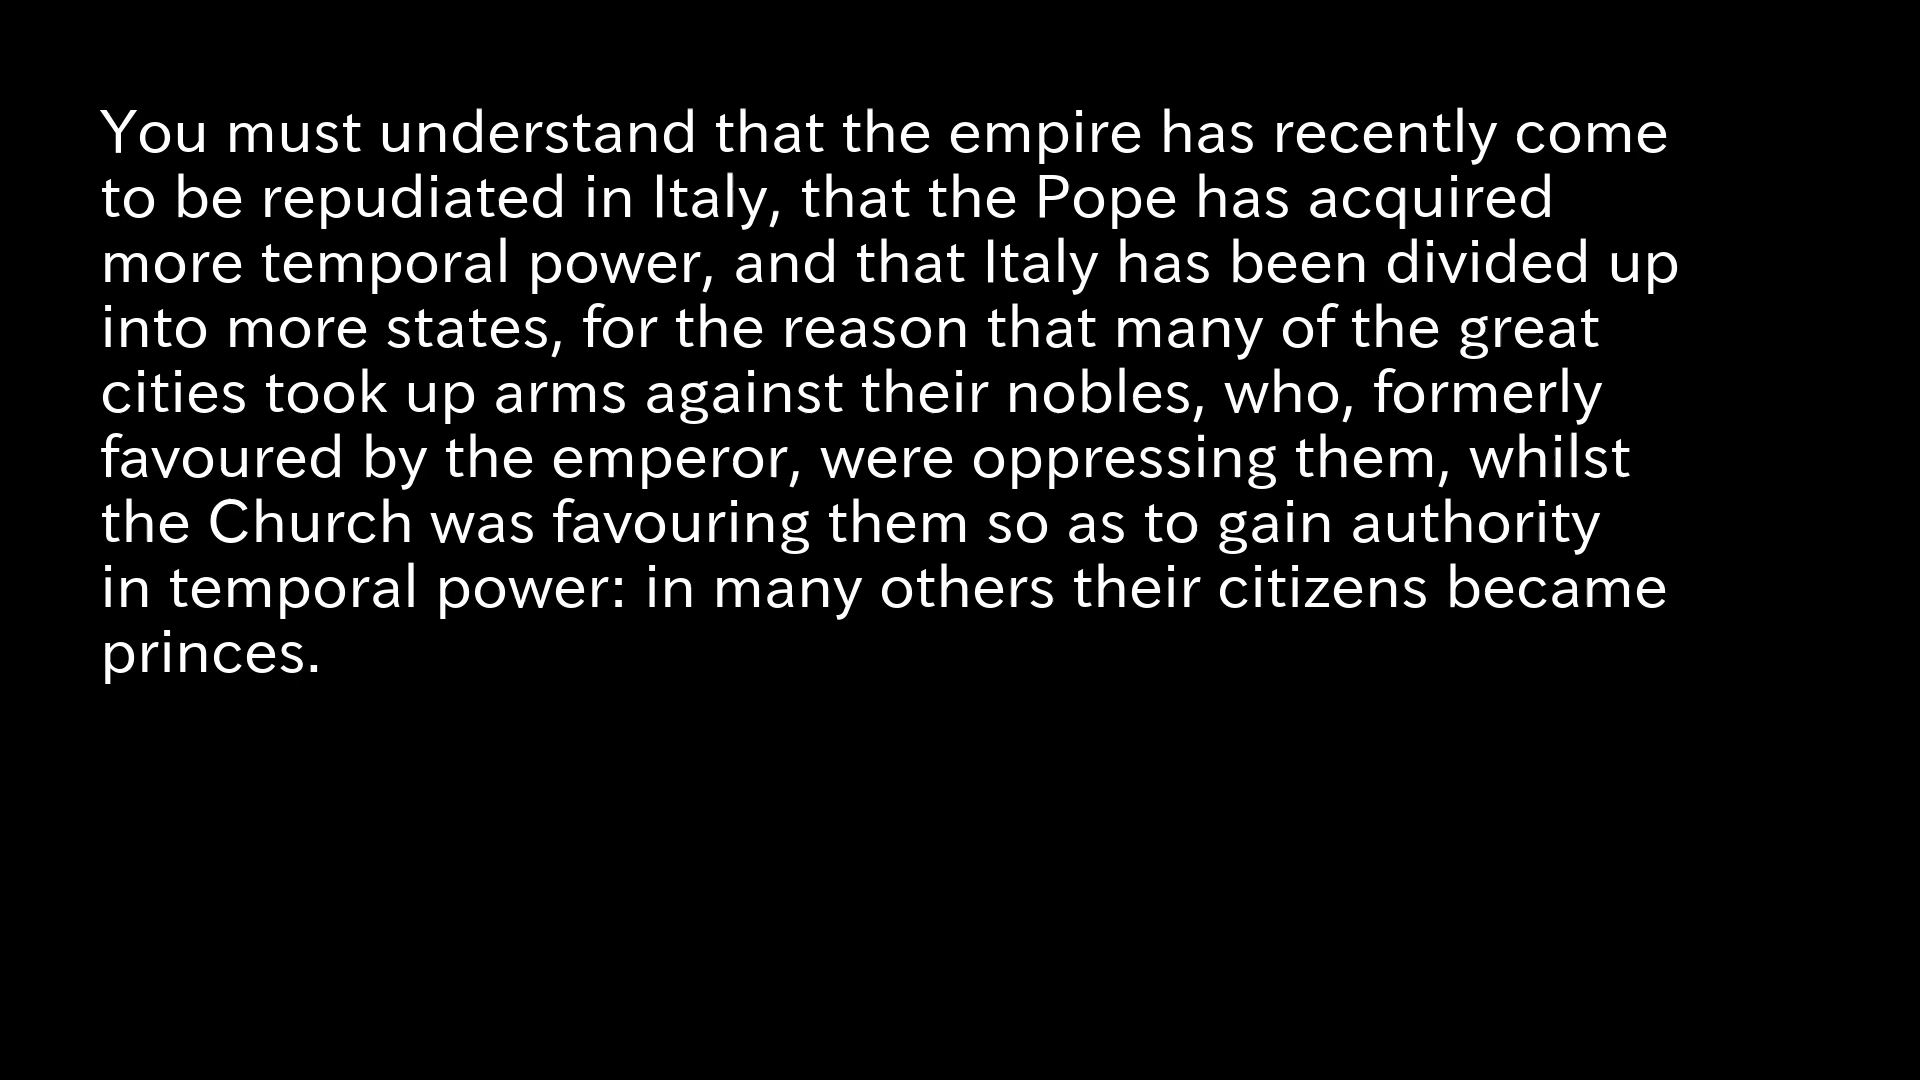 You must understand that the empire has recently come
to be repudiated in Italy, that the Pope has acquired
more temporal power, and that Italy has been divided up
into more states, for the reason that many of the great
cities took up arms against their nobles, who, formerly
favoured by the emperor, were oppressing them, whilst
the Church was favouring them so as to gain authority
in temporal power: in many others their citizens became
princes.